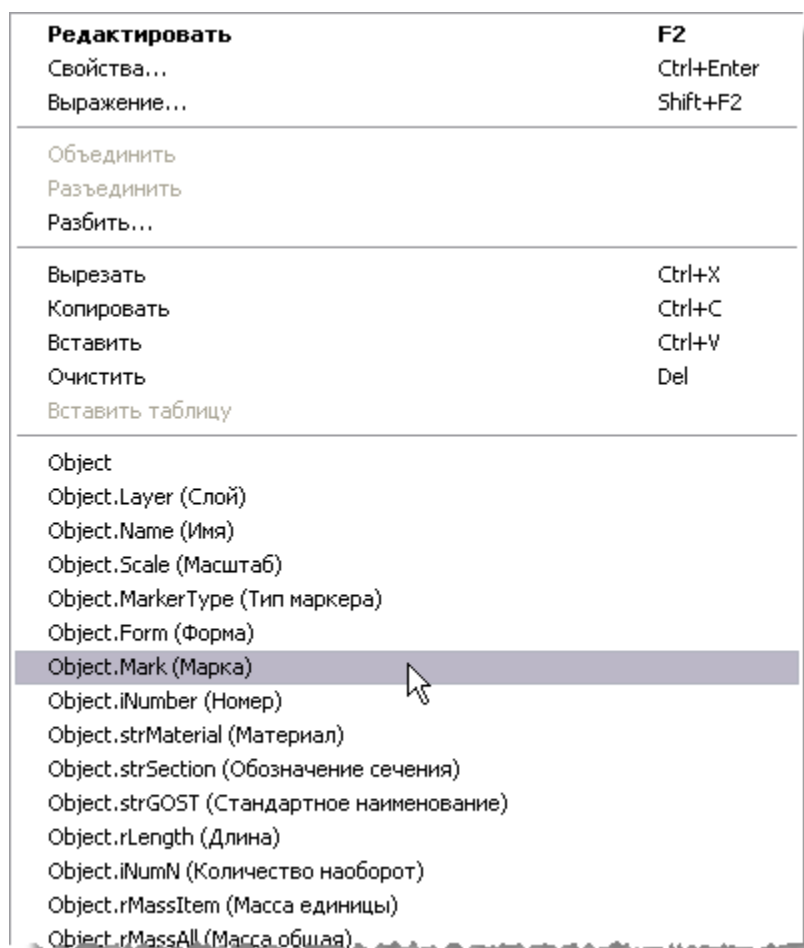 Редактировать F2
Свойства... Ctrl+Enter
Выражение... Shift+F2
Объединить
Разъединить
Разбить...
Вырезать Ctrl+X
Копировать Ctrl+C
Вставить Ctrl+V
Очистить Del
Вставить таблицу
Object
Object.Layer (Слой)
Object.Name (Имя)
Object.Scale (Масштаб)
Object.MarkerType (Тип маркера)
Object.Form (Форма)
Object.Mark (Марка)
Object.iNumber (Номер)
Object.strMaterial (Материал)
Object.strSection (Обозначение сечения)
Object.strGOST (Стандартное наименование)
Object.rLength (Длина)
Object.iNumN (Количество наоборот)
Object.rMassItem (Масса единицы)
Object.rMassAll (Масса общая)